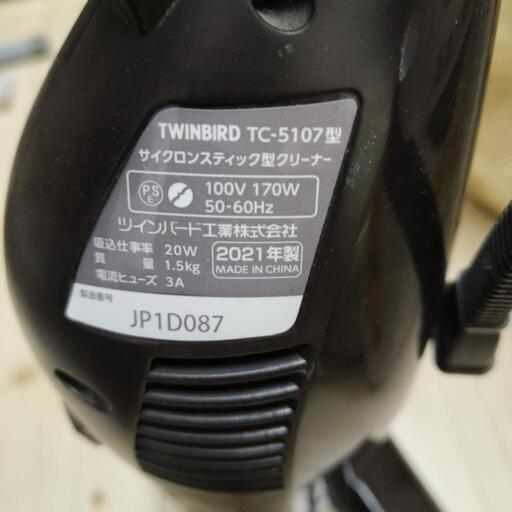 TWINBIRD TC-5107型
サイクロンスティック型クリーナー
PSE 100V 170W
50-60Hz
ツインバード工業株式会社
吸込仕事率 20W
質量 1.5kg
電流ヒューズ 3A
2021年製
MADE IN CHINA
製造番号
JP1D087